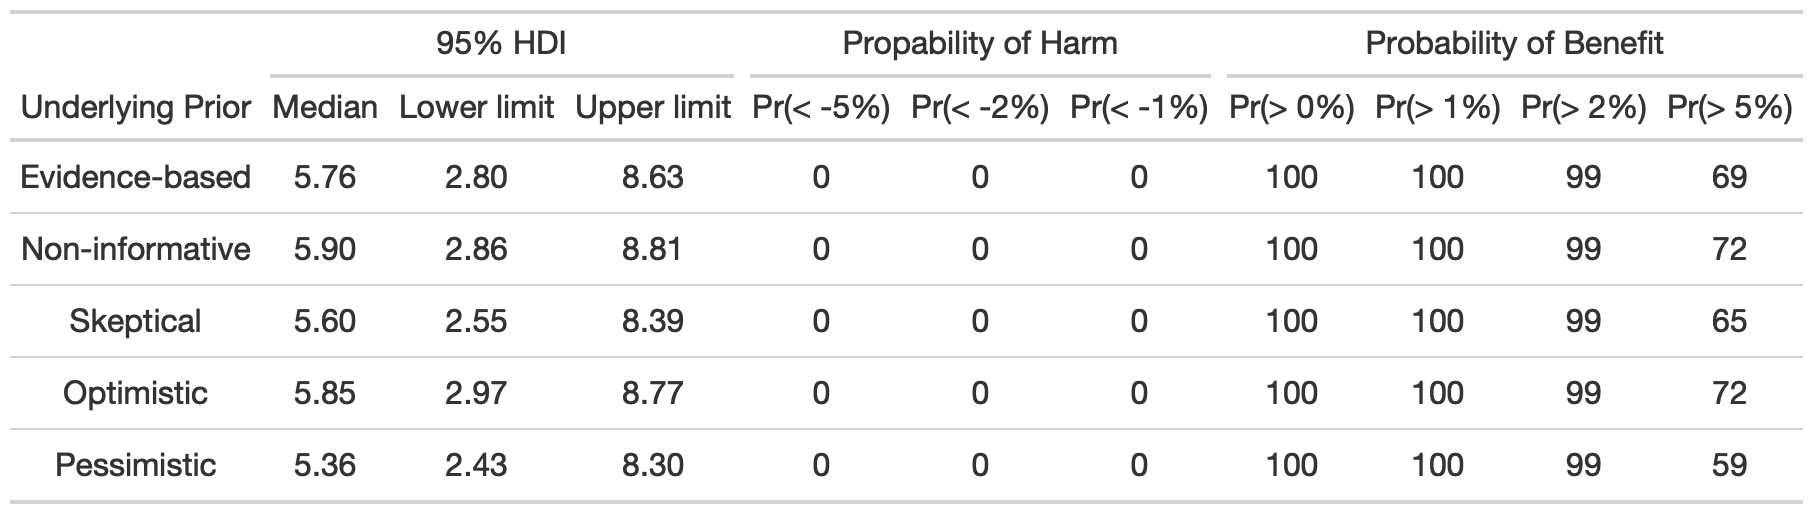 95% HDI Propability of Harm Probability of Benefit
Underlying Prior Median Lower limit Upper limit Pr(< -5%) Pr(< -2%) Pr(< -1%) Pr(> 0%) Pr(> 1%) Pr(> 2%) Pr(> 5%)
Evidence-based 5.76 2.80 8.63 0 0 0 100 100 99 69
Non-informative 5.90 2.86 8.81 0 0 0 100 100 99 72
Skeptical 5.60 2.55 8.39 0 0 0 100 100 99 65
Optimistic 5.85 2.97 8.77 0 0 0 100 100 99 72
Pessimistic 5.36 2.43 8.30 0 0 0 100 100 99 59